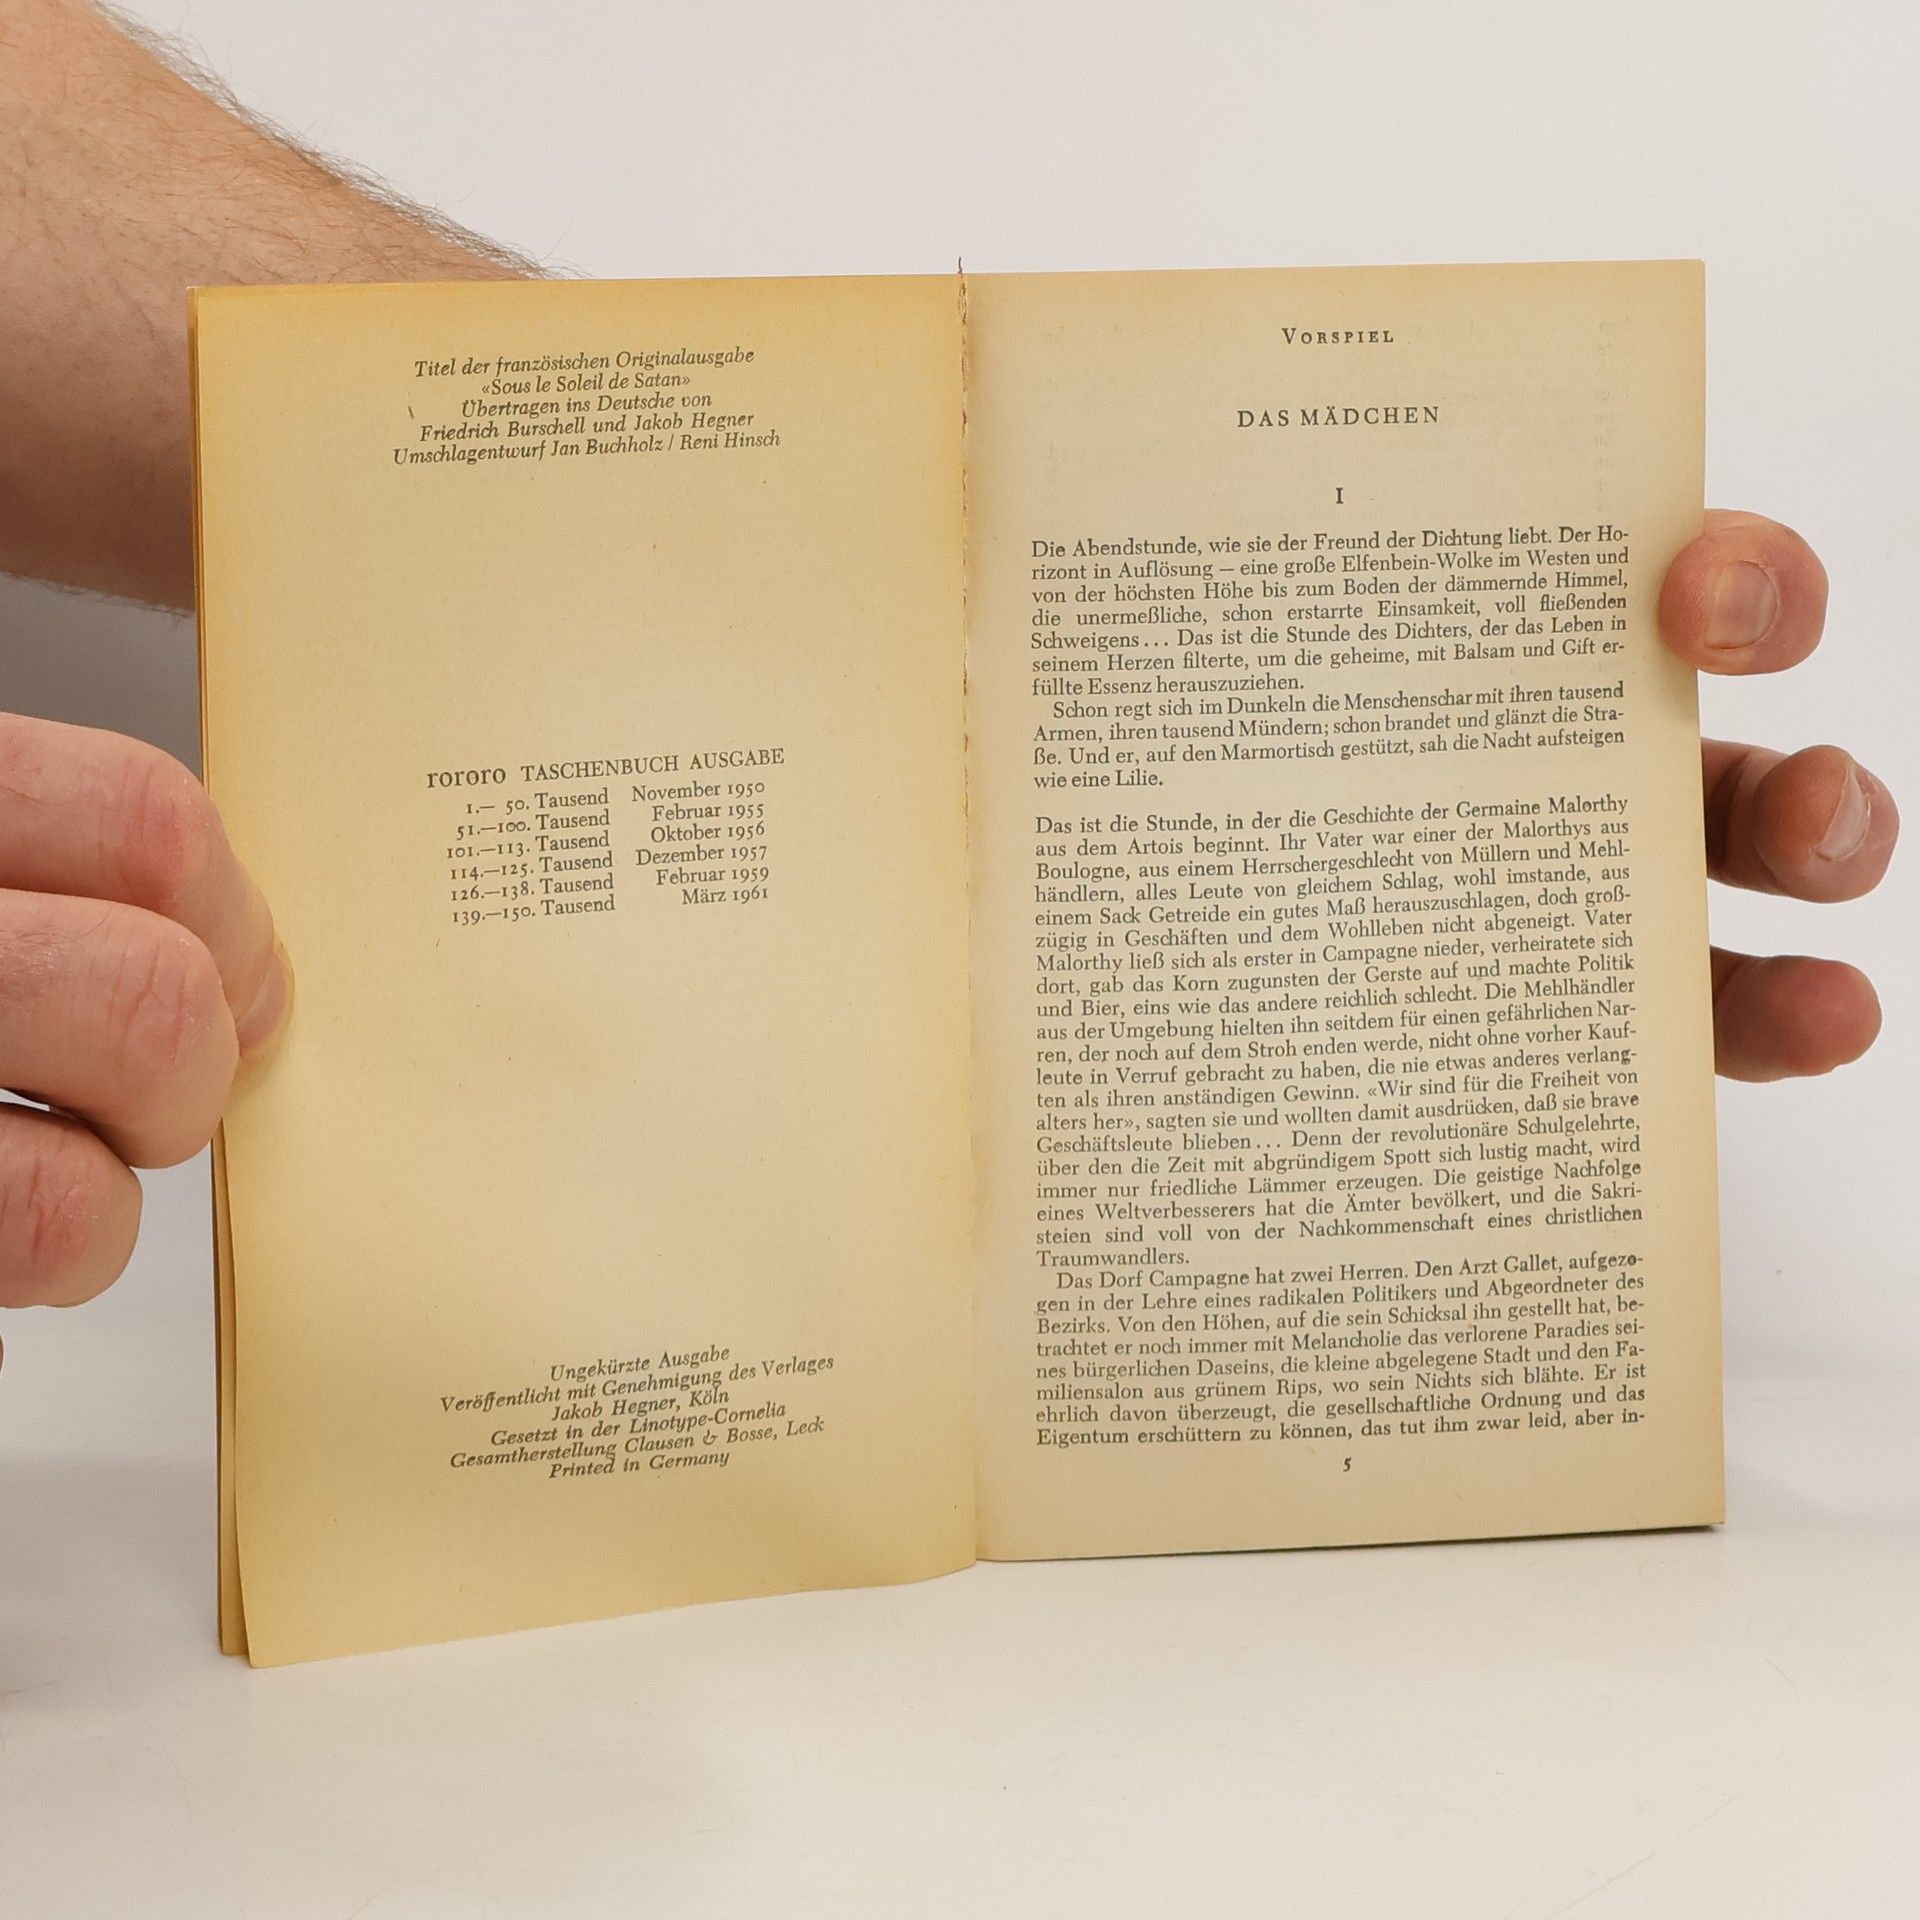 Titel der französischen Originalausgabe
«Sous le Soleil de Satan»
Übertragen ins Deutsche von
Friedrich Burschell und Jakob Hegner
Umschlagentwurf Jan Buchholz / Reni Hinsch
rororo TASCHENBUCH AUSGABE
1.— 50. Tausend November 1950
51.—100. Tausend Februar 1955
101.—113. Tausend Oktober 1956
114.—125. Tausend Dezember 1957
126.—138. Tausend Februar 1959
139.—150. Tausend März 1961
Ungekürzte Ausgabe
Veröffentlicht mit Genehmigung des Verlages
Jakob Hegner, Köln
Gesetzt in der Linotype-Cornelia
Gesamtherstellung Clausen & Bosse, Leck
Printed in Germany
VORSPIEL
DAS MÄDCHEN
I
Die Abendstunde, wie sie der Freund der Dichtung liebt. Der Ho-
rizont in Auflösung — eine große Elfenbein-Wolke im Westen und
von der höchsten Höhe bis zum Boden der dämmernde Himmel,
die unermeßliche, schon erstarrte Einsamkeit, voll fließenden
Schweigens... Das ist die Stunde des Dichters, der das Leben in
seinem Herzen filterte, um die geheime, mit Balsam und Gift er-
füllte Essenz herauszuziehen.
Schon regt sich im Dunkeln die Menschenschar mit ihren tausend
Armen, ihren tausend Mündern; schon brandet und glänzt die Stra-
ße. Und er, auf den Marmortisch gestützt, sah die Nacht aufsteigen
wie eine Lilie.
Das ist die Stunde, in der die Geschichte der Germaine Malorthy
aus dem Artois beginnt. Ihr Vater war einer der Malorthys aus
Boulogne, aus einem Herrschergeschlecht von Müllern und Mehl-
händlern, alles Leute von gleichem Schlag, wohl imstande, aus
einem Sack Getreide ein gutes Maß herauszuschlagen, doch groß-
zügig in Geschäften und dem Wohlleben nicht abgeneigt. Vater
Malorthy ließ sich als erster in Campagne nieder, verheiratete sich
dort, gab das Korn zugunsten der Gerste auf und machte Politik
und Bier, eins wie das andere reichlich schlecht. Die Mehlhändler
aus der Umgebung hielten ihn seitdem für einen gefährlichen Nar-
ren, der noch auf dem Stroh enden werde, nicht ohne vorher Kauf-
leute in Verruf gebracht zu haben, die nie etwas anderes verlang-
ten als ihren anständigen Gewinn. «Wir sind für die Freiheit von
alters her», sagten sie und wollten damit ausdrücken, daß sie brave
Geschäftsleute blieben... Denn der revolutionäre Schulgelehrte,
über den die Zeit mit abgründigem Spott sich lustig macht, wird
immer nur friedliche Lämmer erzeugen. Die geistige Nachfolge
eines Weltverbesserers hat die Ämter bevölkert, und die Sakri-
steien sind voll von der Nachkommenschaft eines christlichen
Traumwandlers.
Das Dorf Campagne hat zwei Herren. Den Arzt Gallet, aufgezo-
gen in der Lehre eines radikalen Politikers und Abgeordneter des
Bezirks. Von den Höhen, auf die sein Schicksal ihn gestellt hat, be-
trachtet er noch immer mit Melancholie das verlorene Paradies sei-
nes bürgerlichen Daseins, die kleine abgelegene Stadt und den Fa-
miliensalon aus grünem Rips, wo sein Nichts sich blähte. Er ist
ehrlich davon überzeugt, die gesellschaftliche Ordnung und das
Eigentum erschüttern zu können, das tut ihm zwar leid, aber in-
5